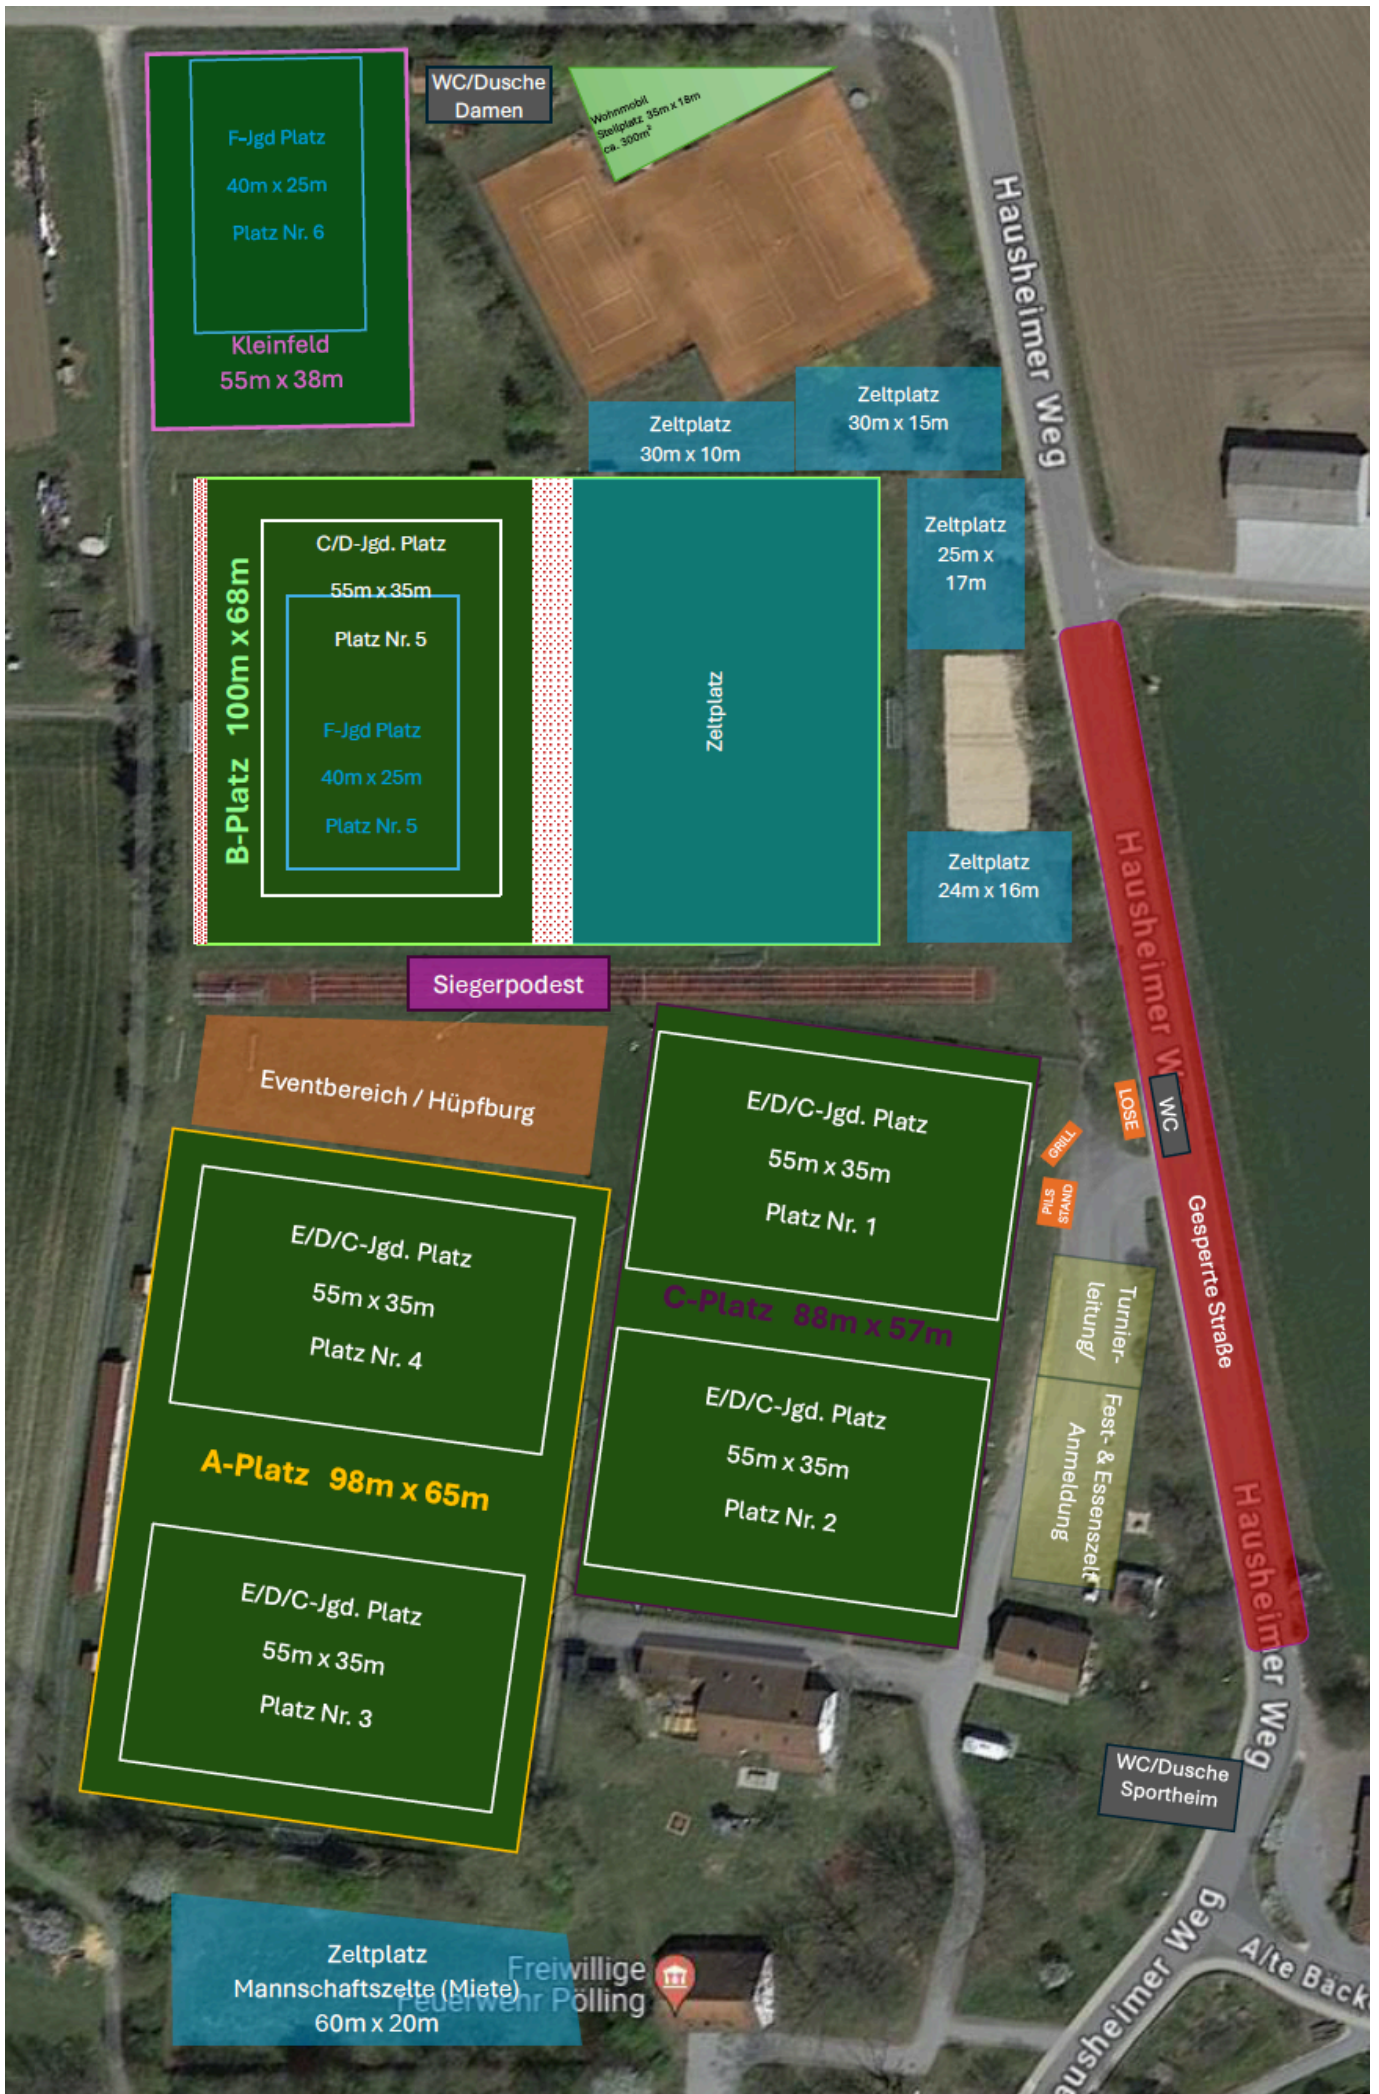 WC/Dusche
Damen
Wohnmobil
Stellplatz 35m x 18m
ca. 300m²
F-Jgd Platz
40m x 25m
Platz Nr. 6
Kleinfeld
55m x 38m
Hausheimer Weg
Zeltplatz
30m x 15m
Zeltplatz
30m x 10m
Zeltplatz
25m x
17m
B-Platz 100m x 68m
C/D-Jgd. Platz
55m x 35m
Platz Nr. 5
F-Jgd Platz
40m x 25m
Platz Nr. 5
Zeltplatz
Zeltplatz
24m x 16m
Hausheimer W
Siegerpodest
Eventbereich / Hüpfburg
E/D/C-Jgd. Platz
55m x 35m
Platz Nr. 1
LOSE
WC
GRILL
PILS
STAND
Gesperrte Straße
C-Platz 88m x 57m
E/D/C-Jgd. Platz
55m x 35m
Platz Nr. 4
Turnier-
leitung/
Fest- & Essenszelt
Anmeldung
E/D/C-Jgd. Platz
55m x 35m
Platz Nr. 2
A-Platz 98m x 65m
E/D/C-Jgd. Platz
55m x 35m
Platz Nr. 3
Hausheimer Weg
WC/Dusche
Sportheim
Zeltplatz
Mannschaftszelte (Miete)
60m x 20m
Freiwillige
Feuerwehr Pölling
Hausheimer Weg
Alte Bäck